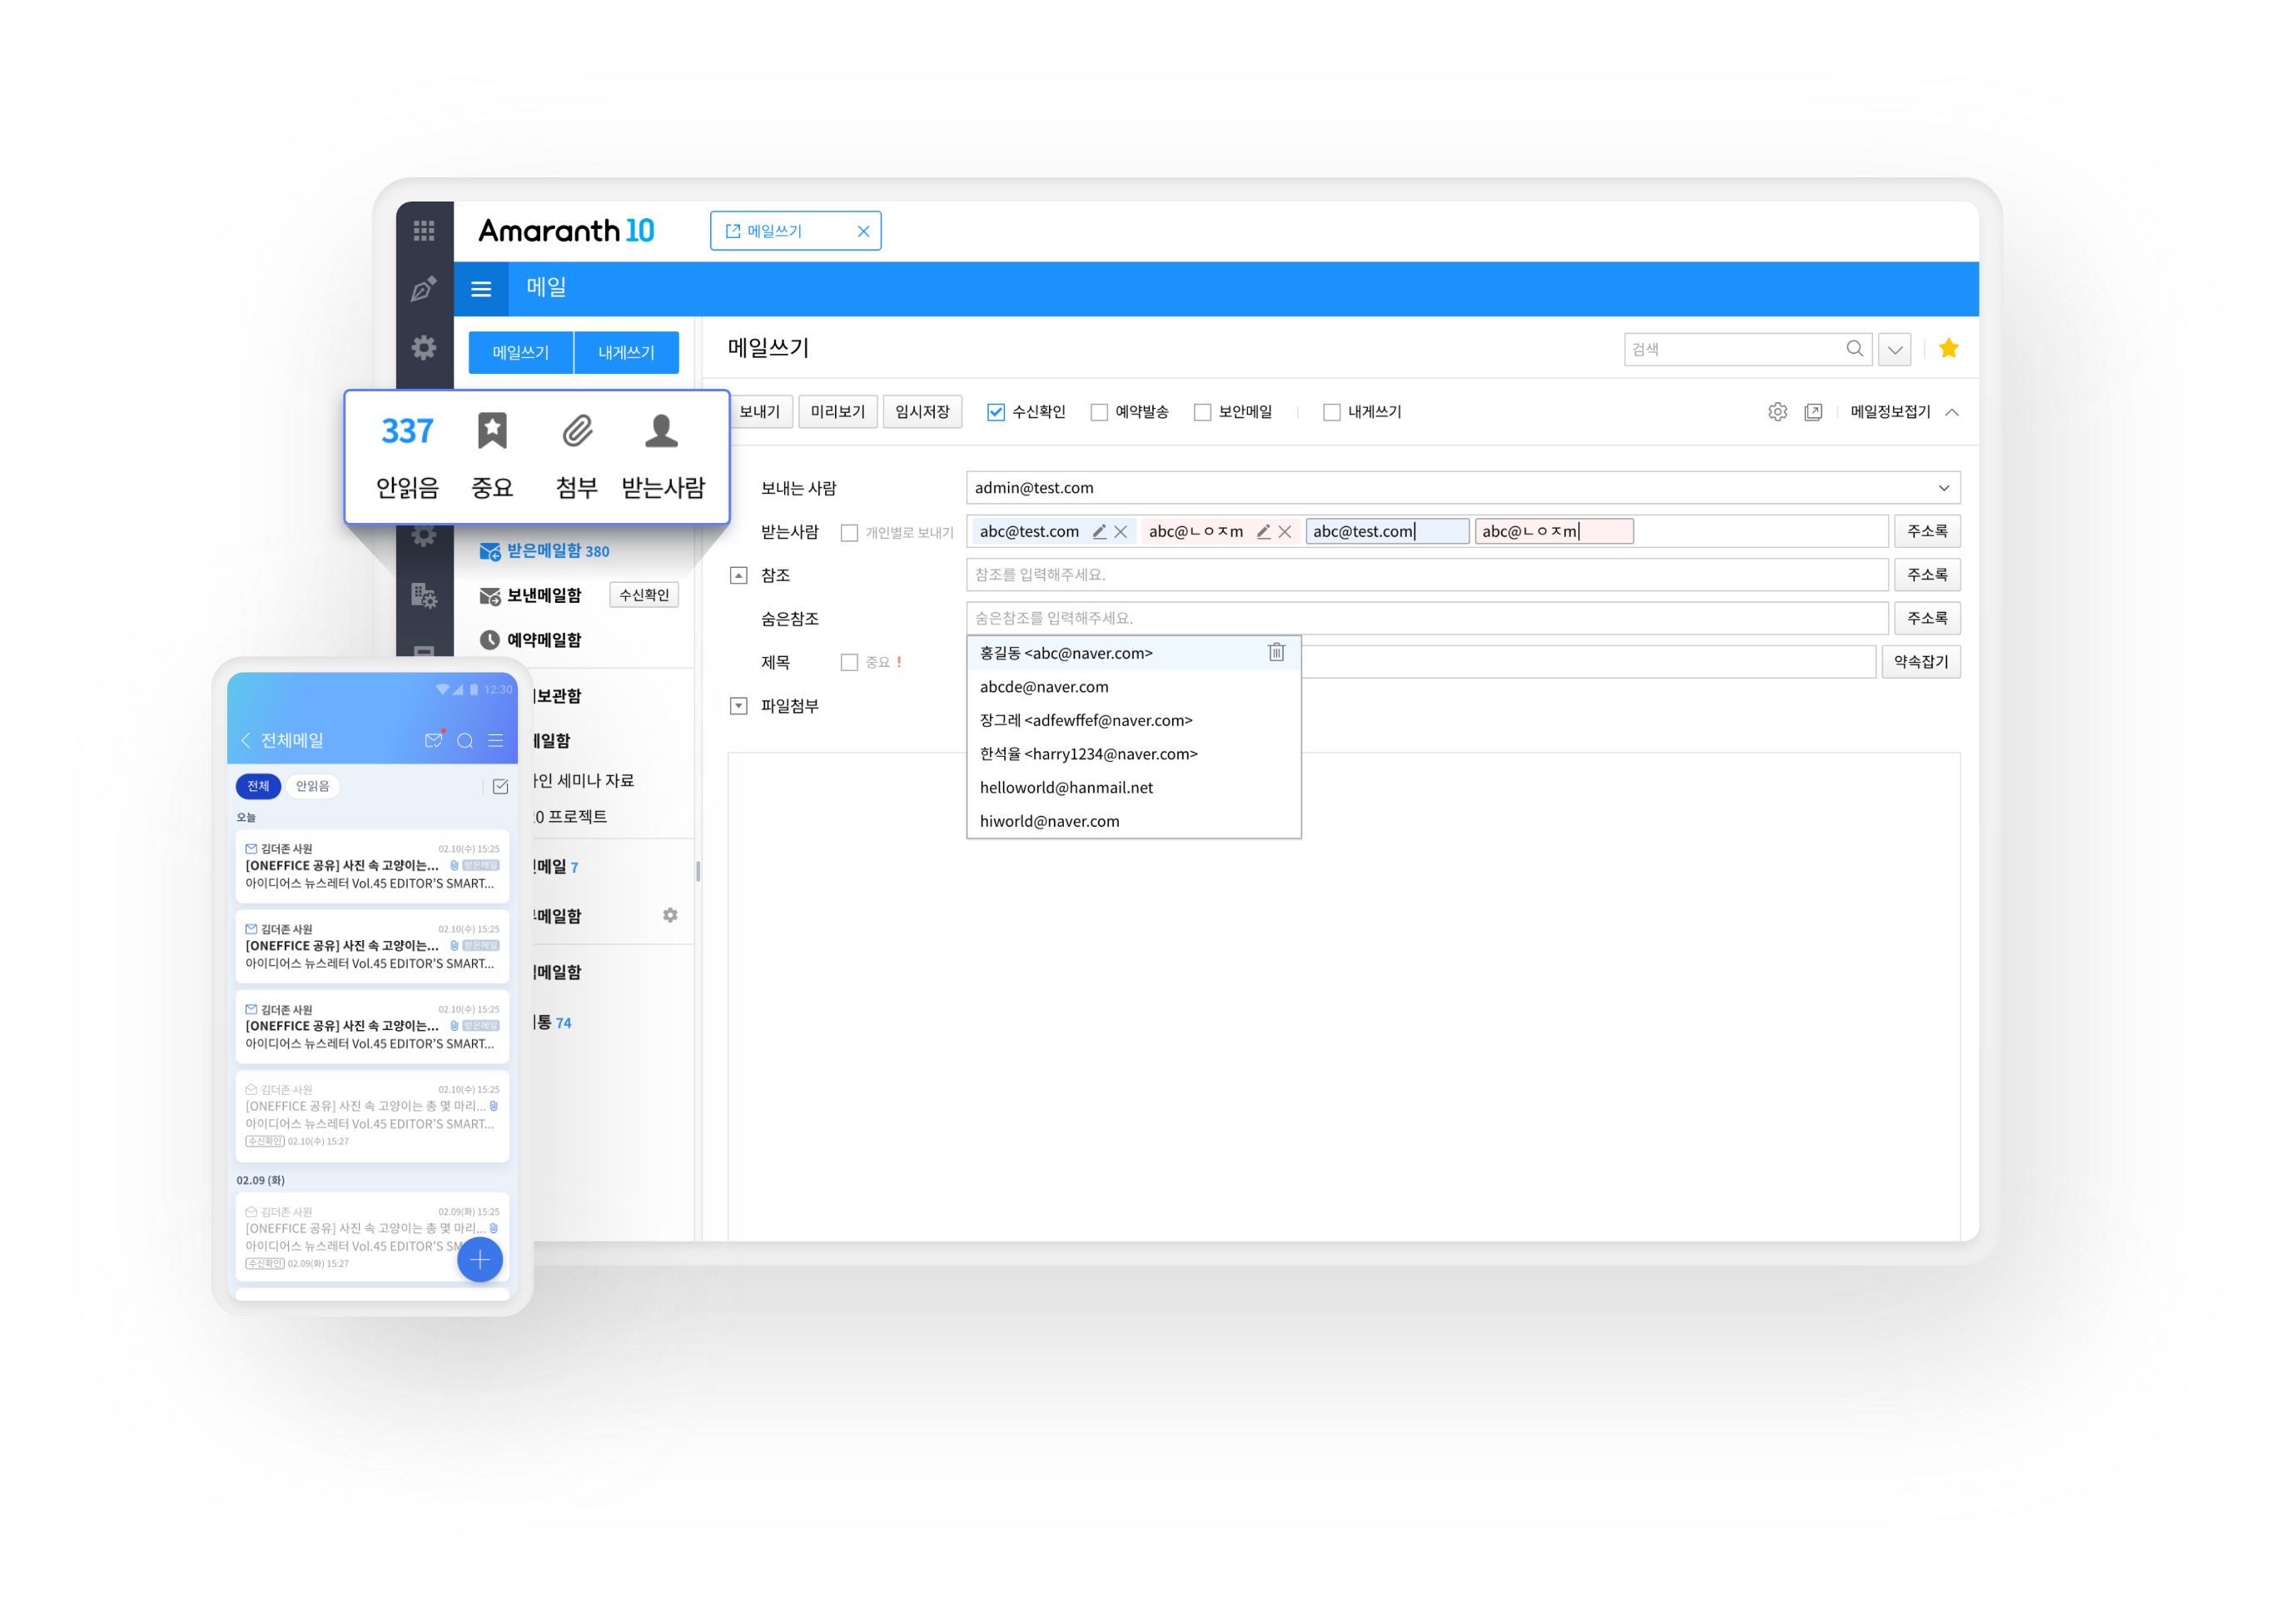 Amaranth 10
메일쓰기
메일
메일쓰기
내게쓰기
메일쓰기
검색
337
안읽음
중요
첨부
받는사람
보내기
미리보기
임시저장
수신확인
예약발송
보안메일
내게쓰기
메일정보접기
받은메일함 380
보낸메일함
수신확인
예약메일함
보관함
메일함
인 세미나 자료
20 프로젝트
메일 7
메일함
메일함
통 74
보내는 사람
admin@test.com
받는사람
개인별로 보내기
abc@test.com
abc@ㄴㅇㅈm
abc@test.com
abc@ㄴㅇㅈm
주소록
참조
참조를 입력해주세요.
주소록
숨은참조
숨은참조를 입력해주세요.
주소록
제목
중요 !
약속잡기
파일첨부
홍길동 <abc@naver.com>
abcde@naver.com
장그레 <adfewffef@naver.com>
한석율 <harry1234@naver.com>
helloworld@hanmail.net
hiworld@naver.com
12:30
전체메일
전체
안읽음
오늘
김더존 사원 02.10(수) 15:25
[ONEFFICE 공유] 사진 속 고양이는... 받은메일
아이디어스 뉴스레터 Vol.45 EDITOR'S SMART...
김더존 사원 02.10(수) 15:25
[ONEFFICE 공유] 사진 속 고양이는... 받은메일
아이디어스 뉴스레터 Vol.45 EDITOR'S SMART...
김더존 사원 02.10(수) 15:25
[ONEFFICE 공유] 사진 속 고양이는... 받은메일
아이디어스 뉴스레터 Vol.45 EDITOR'S SMART...
김더존 사원 02.10(수) 15:25
[ONEFFICE 공유] 사진 속 고양이는 총 몇 마리...
아이디어스 뉴스레터 Vol.45 EDITOR'S SMART...
수신확인 02.10(수) 15:27
02.09 (화)
김더존 사원 02.09(화) 15:25
[ONEFFICE 공유] 사진 속 고양이는 총 몇 마리...
아이디어스 뉴스레터 Vol.45 EDITOR'S SM
수신확인 02.09(화) 15:27